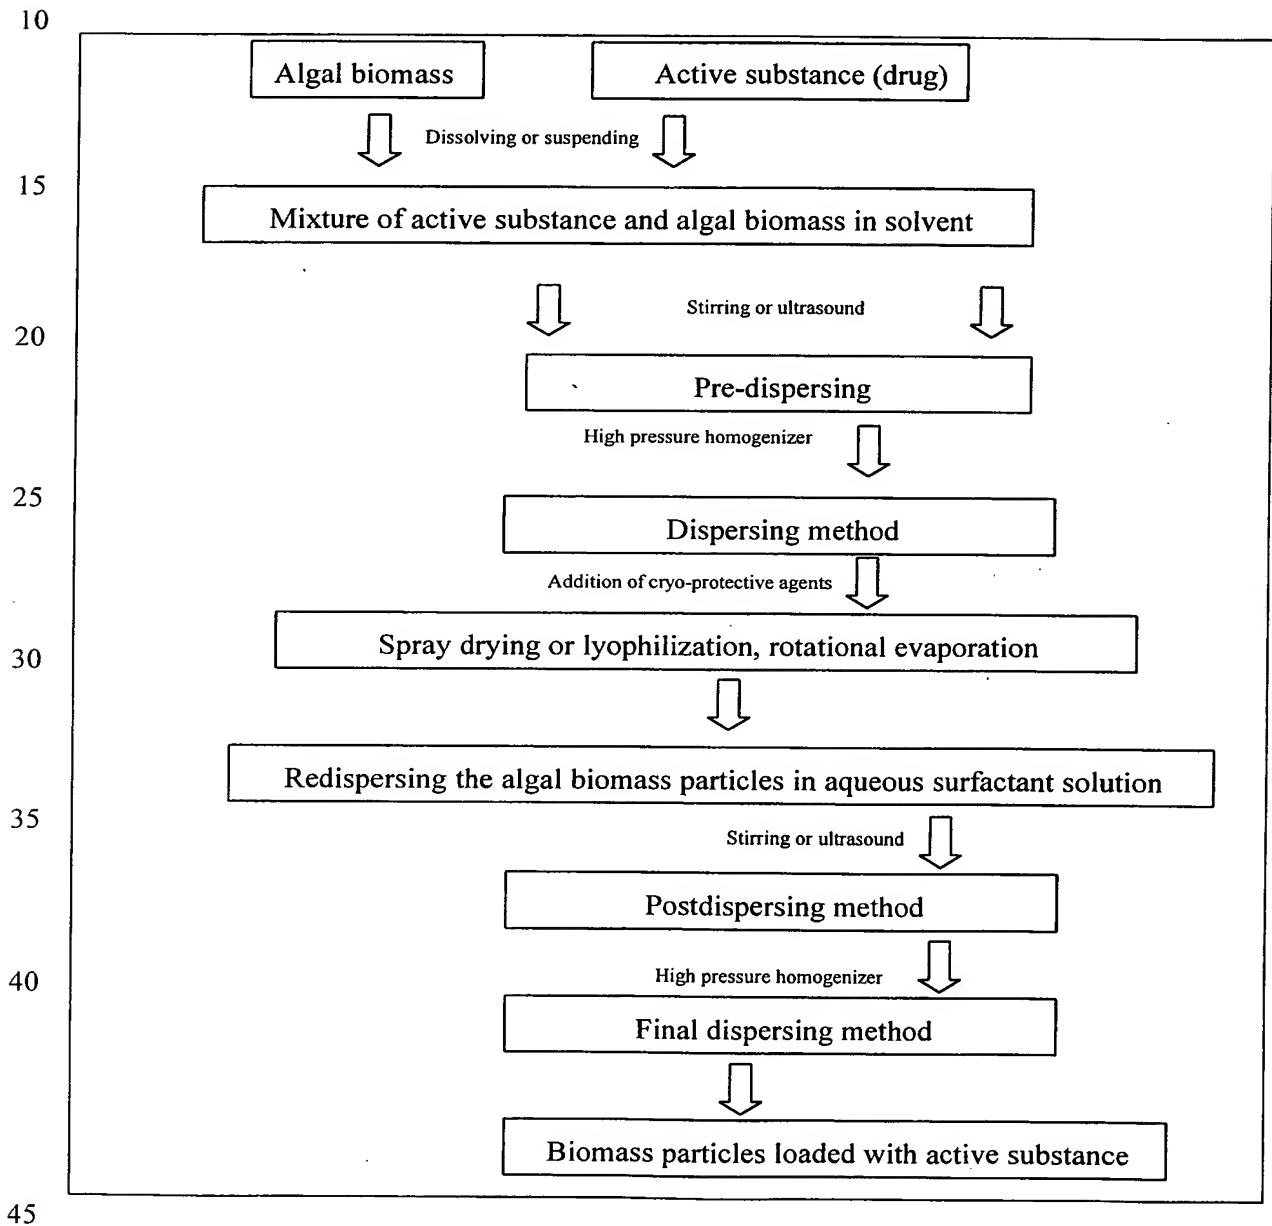 10
Algal biomass
Active substance (drug)
Dissolving or suspending
15
Mixture of active substance and algal biomass in solvent
Stirring or ultrasound
20
Pre-dispersing
High pressure homogenizer
25
Dispersing method
Addition of cryo-protective agents
Spray drying or lyophilization, rotational evaporation
30
Redispersing the algal biomass particles in aqueous surfactant solution
35
Stirring or ultrasound
Postdispersing method
40
High pressure homogenizer
Final dispersing method
Biomass particles loaded with active substance
45